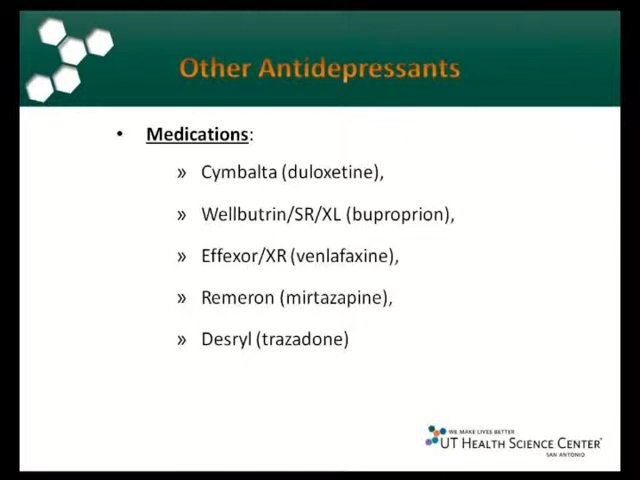 Other Antidepressants
• Medications:
» Cymbalta (duloxetine),
» Wellbutrin/SR/XL (buproprion),
» Effexor/XR (venlafaxine),
» Remeron (mirtazapine),
» Desryl (trazadone)
WE MAKE LIVES BETTER
UT HEALTH SCIENCE CENTER®
SAN ANTONIO